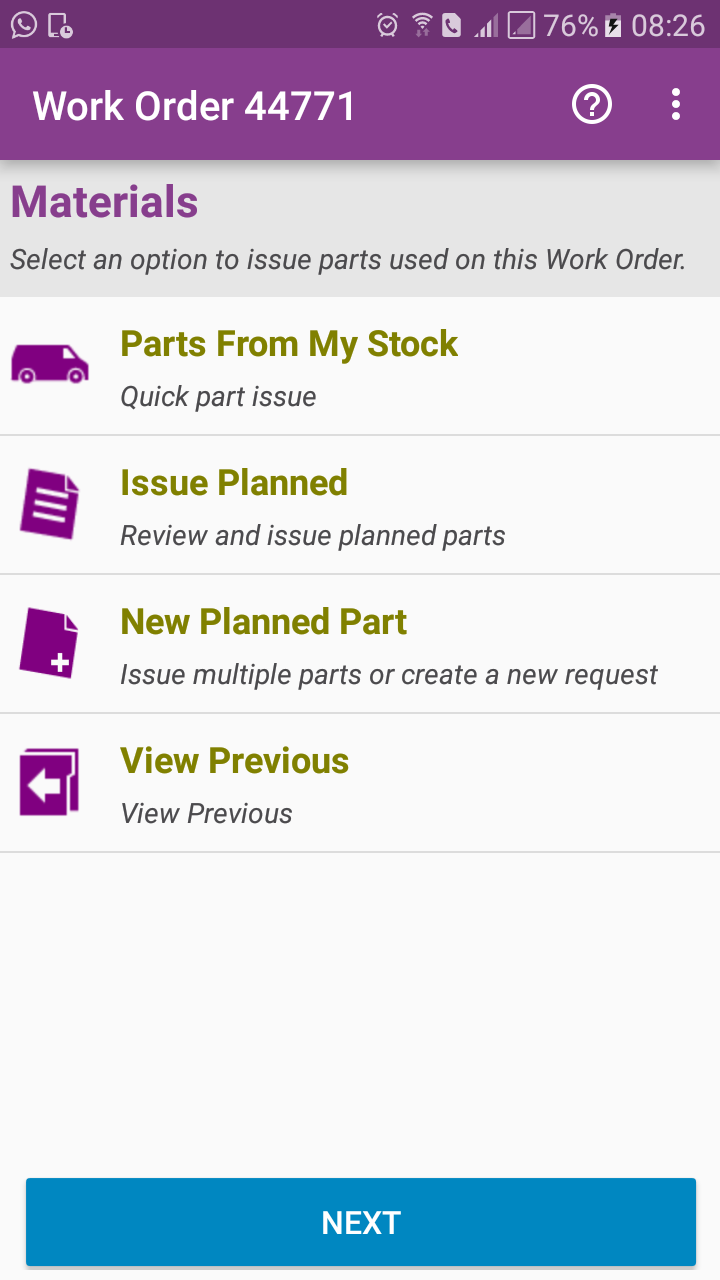 76% 08:26
Work Order 44771
Materials
Select an option to issue parts used on this Work Order.
Parts From My Stock
Quick part issue
Issue Planned
Review and issue planned parts
New Planned Part
Issue multiple parts or create a new request
View Previous
View Previous
NEXT